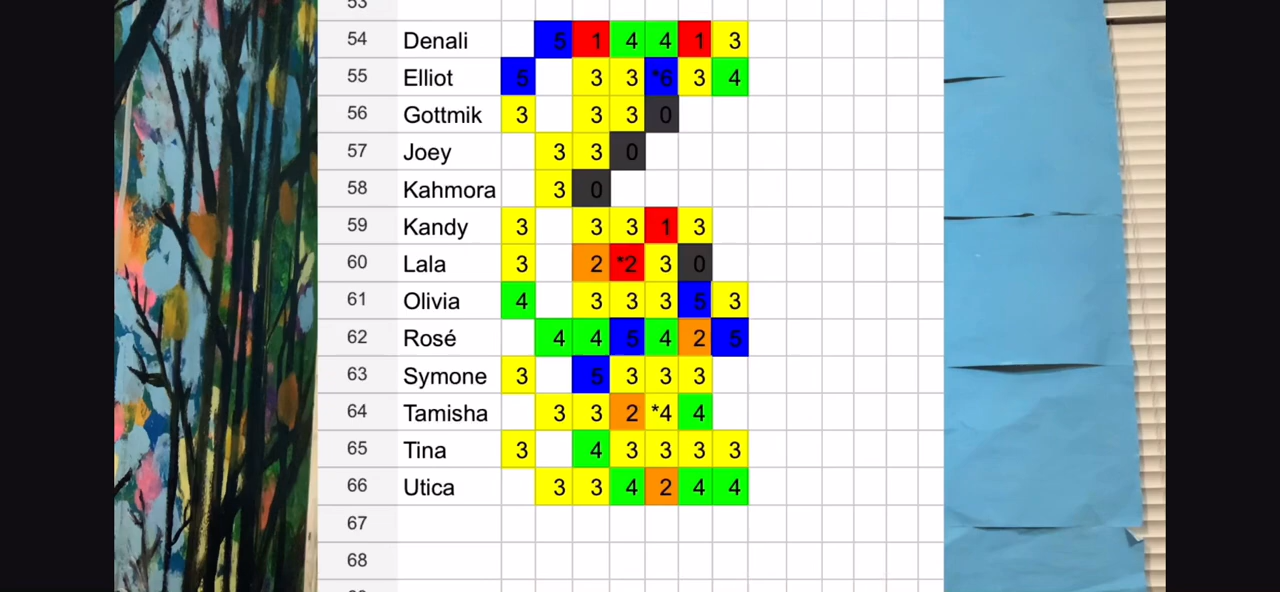 53
54 Denali 5 1 4 4 1 3
55 Elliot 5 3 3 *6 3 4
56 Gottmik 3 3 3 0
57 Joey 3 3 0
58 Kahmora 3 0
59 Kandy 3 3 3 1 3
60 Lala 3 2 *2 3 0
61 Olivia 4 3 3 3 5 3
62 Rosé 4 4 5 4 2 5
63 Symone 3 5 3 3 3
64 Tamisha 3 3 2 *4 4
65 Tina 3 4 3 3 3 3
66 Utica 3 3 4 2 4 4
67
68